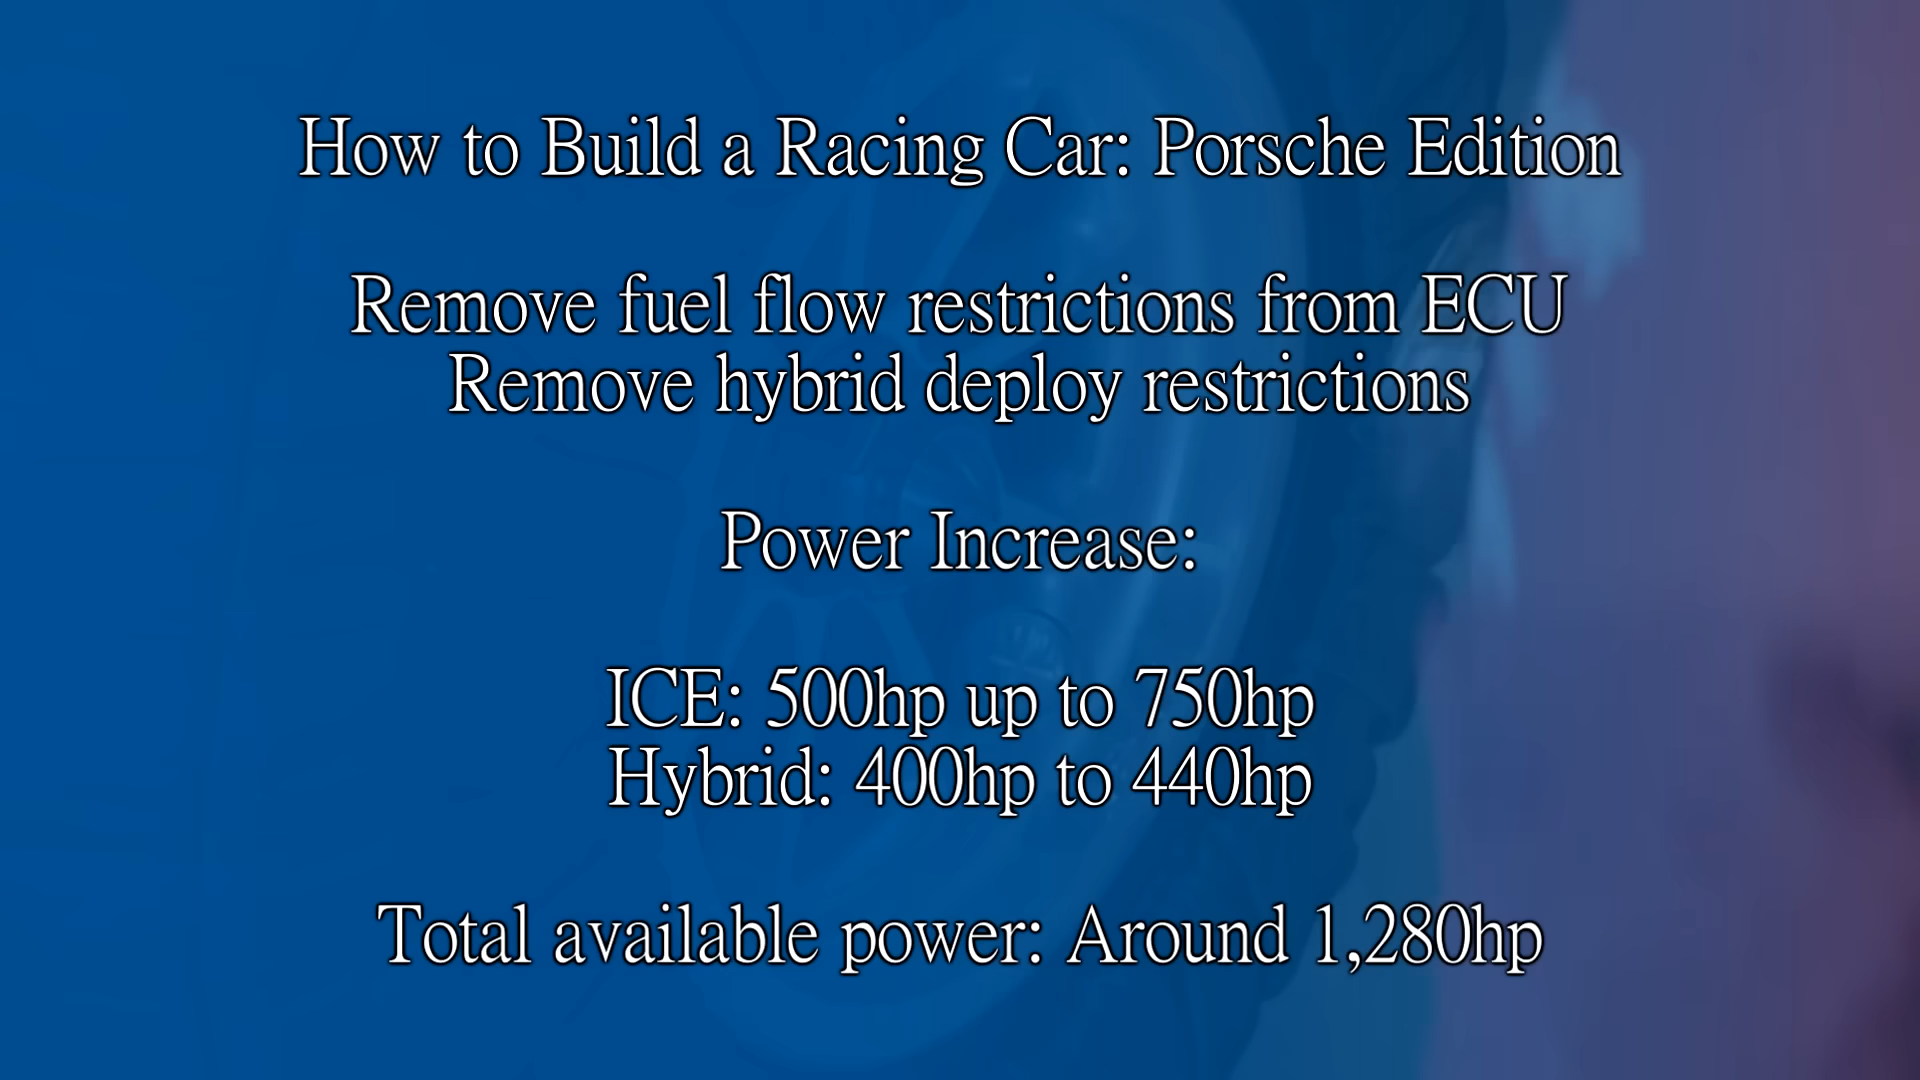 How to Build a Racing Car: Porsche Edition
Remove fuel flow restrictions from ECU
Remove hybrid deploy restrictions
Power Increase:
ICE: 500hp up to 750hp
Hybrid: 400hp to 440hp
Total available power: Around 1,280hp